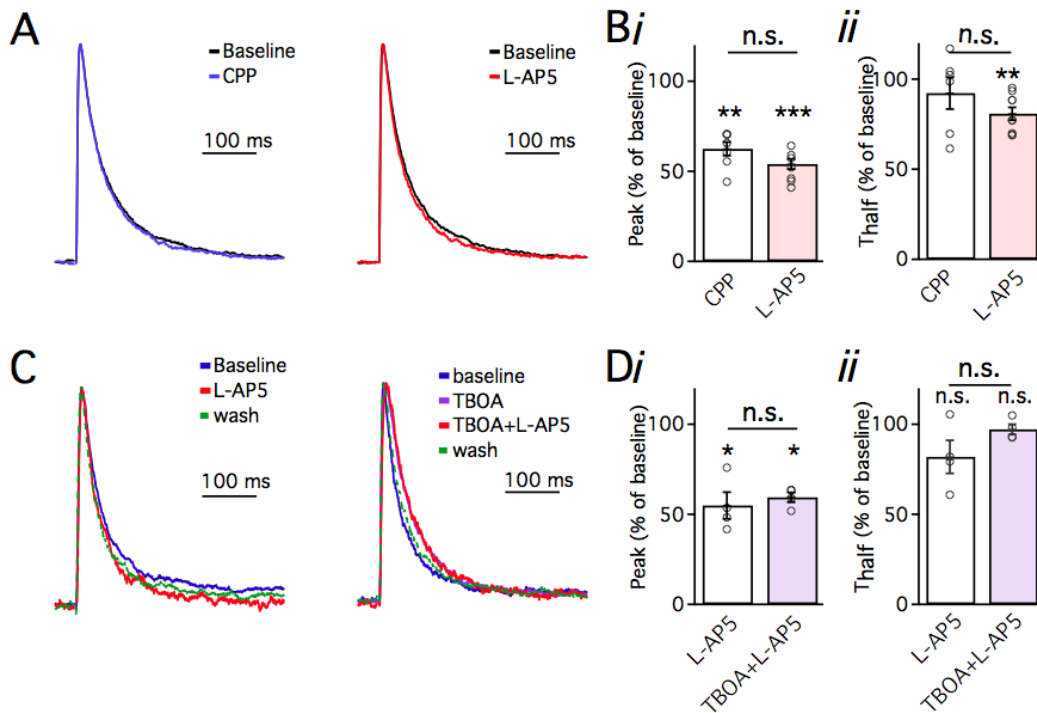 A
Baseline
CPP
100 ms
Baseline
L-AP5
100 ms
Bi
n.s.
**
***
100
50
0
Peak (% of baseline)
CPP
L-AP5
ii
n.s.
**
100
50
0
Thalf (% of baseline)
CPP
L-AP5
C
Baseline
L-AP5
wash
100 ms
baseline
TBOA
TBOA+L-AP5
wash
100 ms
Di
n.s.
*
*
100
50
0
Peak (% of baseline)
L-AP5
TBOA+L-AP5
ii
n.s.
n.s.
n.s.
100
50
0
Thalf (% of baseline)
L-AP5
TBOA+L-AP5